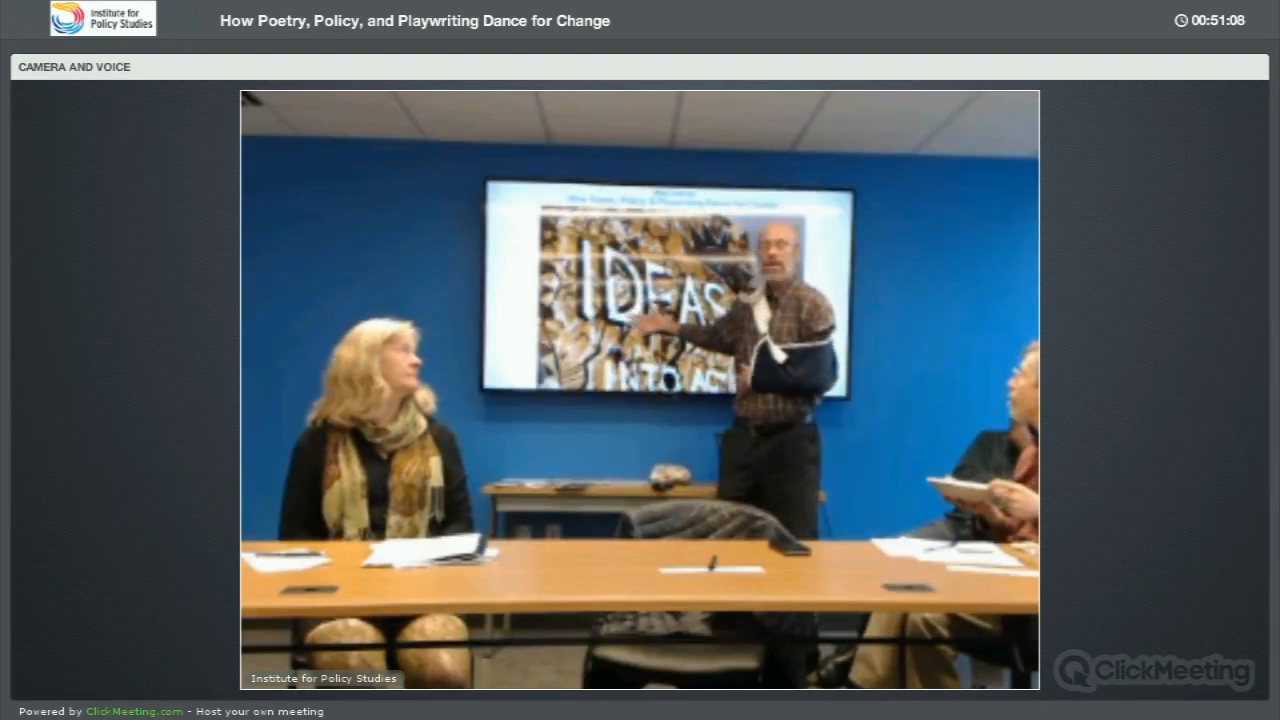 Institute for
Policy Studies
How Poetry, Policy, and Playwriting Dance for Change
00:51:08
CAMERA AND VOICE
IDEAS
INTO
Institute for Policy Studies
ClickMeeting
Powered by ClickMeeting.com - Host your own meeting